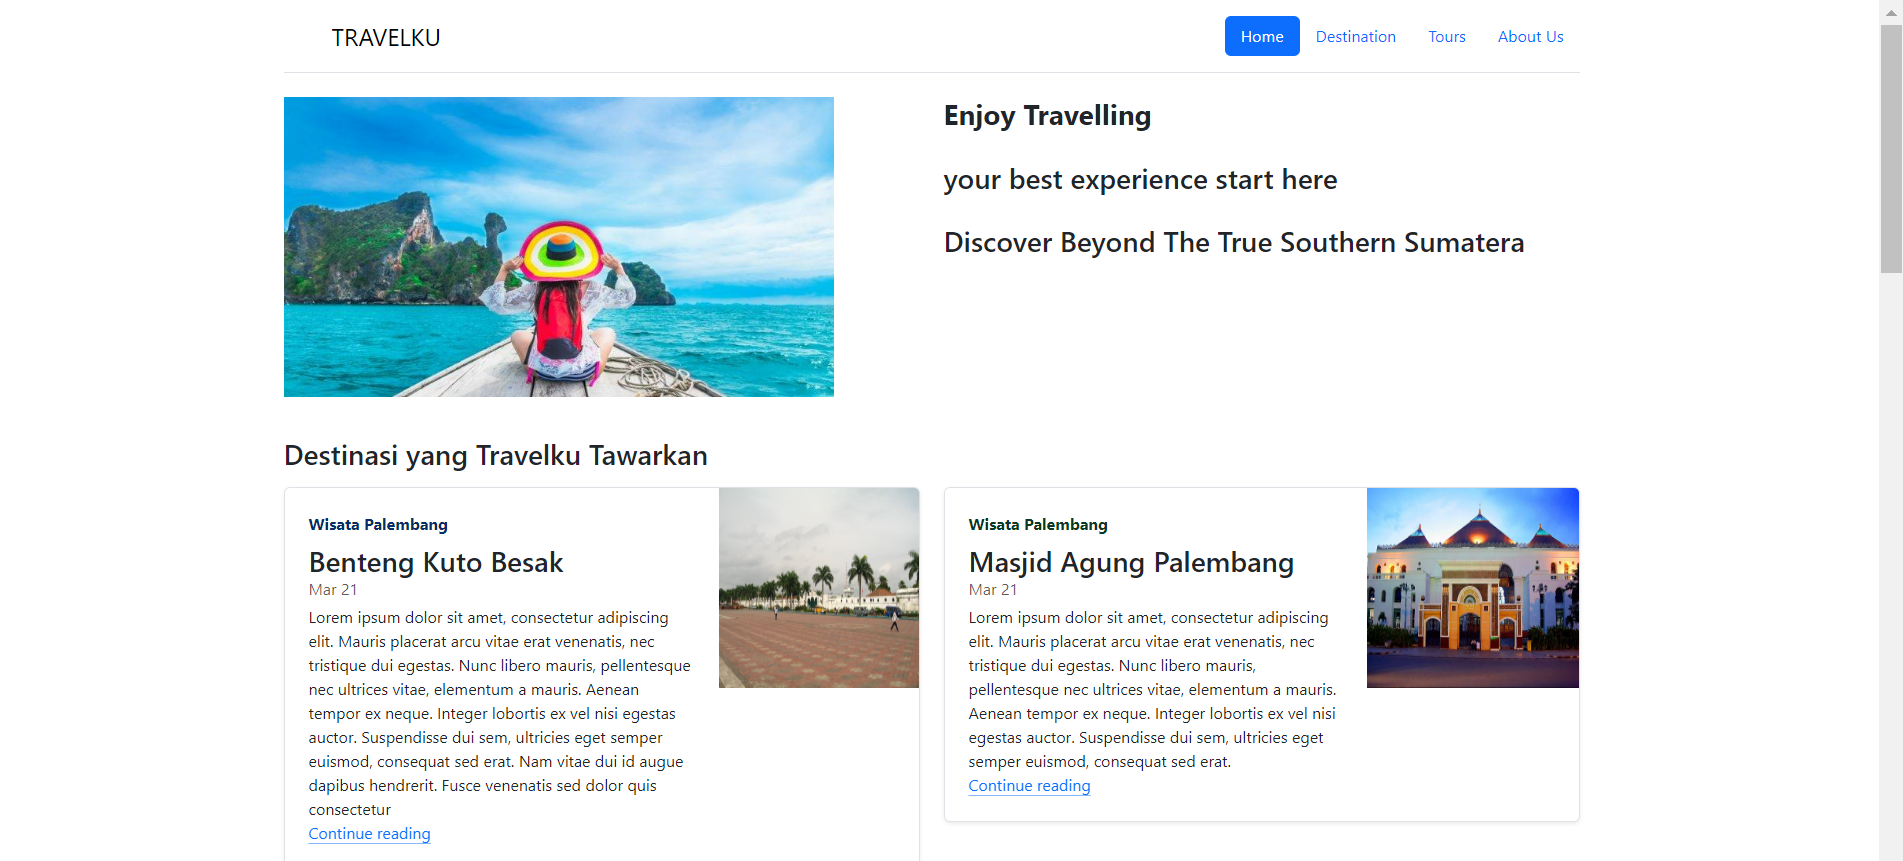 TRAVELKU
Home Destination Tours About Us
Enjoy Travelling
your best experience start here
Discover Beyond The True Southern Sumatera
Destinasi yang Travelku Tawarkan
Wisata Palembang
Benteng Kuto Besak
Mar 21
Lorem ipsum dolor sit amet, consectetur adipiscing
elit. Mauris placerat arcu vitae erat venenatis, nec
tristique dui egestas. Nunc libero mauris, pellentesque
nec ultrices vitae, elementum a mauris. Aenean
tempor ex neque. Integer lobortis ex vel nisi egestas
auctor. Suspendisse dui sem, ultricies eget semper
euismod, consequat sed erat. Nam vitae dui id augue
dapibus hendrerit. Fusce venenatis sed dolor quis
consectetur
Continue reading
Wisata Palembang
Masjid Agung Palembang
Mar 21
Lorem ipsum dolor sit amet, consectetur adipiscing
elit. Mauris placerat arcu vitae erat venenatis, nec
tristique dui egestas. Nunc libero mauris,
pellentesque nec ultrices vitae, elementum a mauris.
Aenean tempor ex neque. Integer lobortis ex vel nisi
egestas auctor. Suspendisse dui sem, ultricies eget
semper euismod, consequat sed erat.
Continue reading